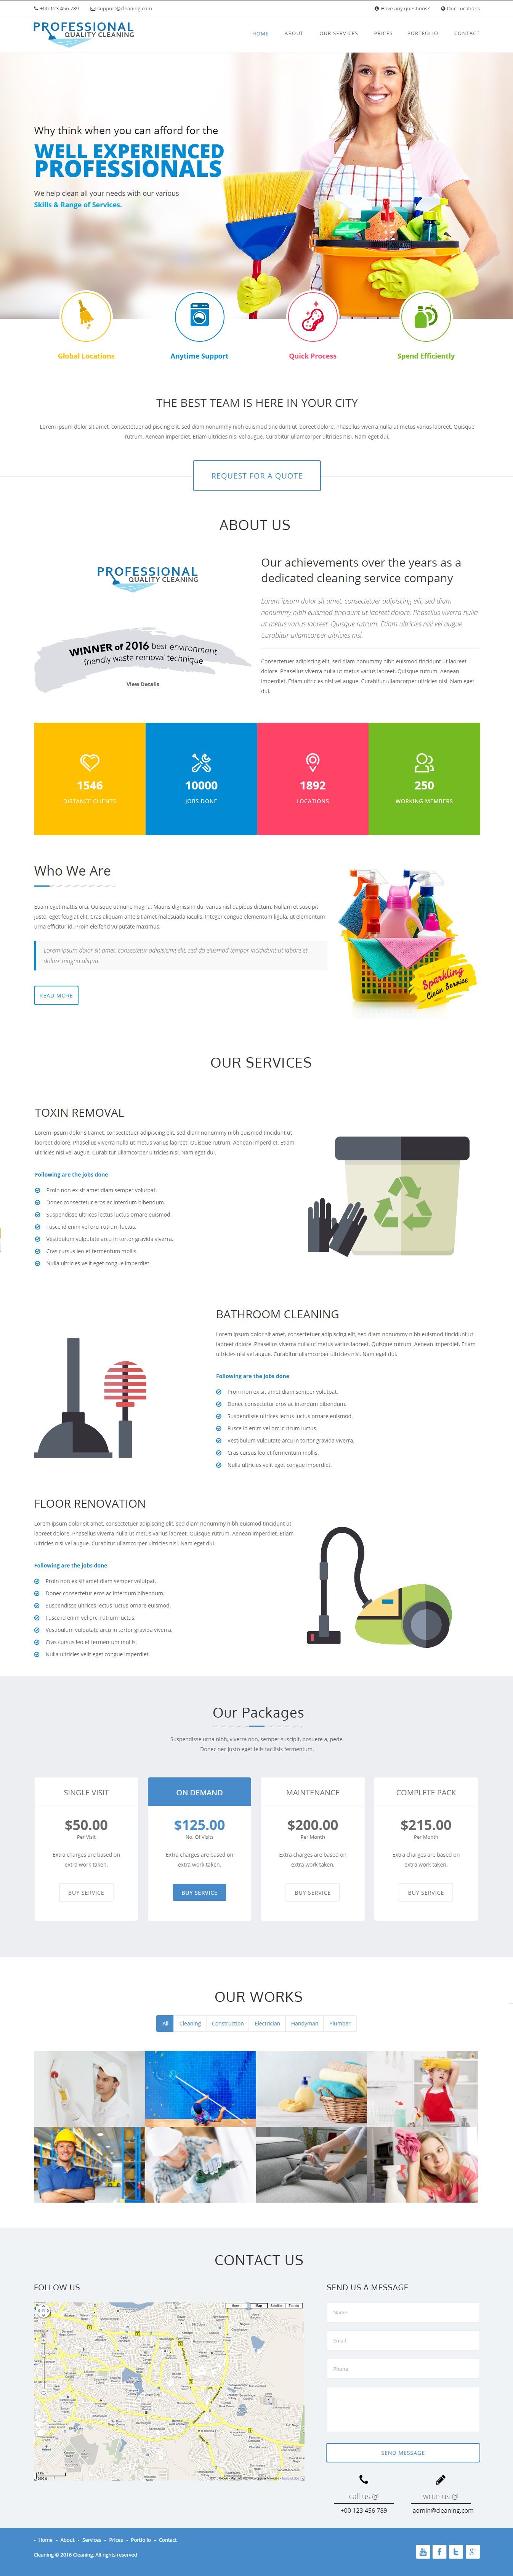 +00 123 456 789 support@cleaning.com Have any questions? Our Locations
PROFESSIONAL
QUALITY CLEANING
HOME ABOUT OUR SERVICES PRICES PORTFOLIO CONTACT
Why think when you can afford for the
WELL EXPERIENCED
PROFESSIONALS
We help clean all your needs with our various
Skills & Range of Services.
Global Locations Anytime Support Quick Process Spend Efficiently
THE BEST TEAM IS HERE IN YOUR CITY
Lorem ipsum dolor sit amet, consectetuer adipiscing elit, sed diam nonummy nibh euismod tincidunt ut laoreet dolore. Phasellus viverra nulla ut metus varius laoreet. Quisque
rutrum. Aenean imperdiet. Etiam ultricies nisi vel augue. Curabitur ullamcorper ultricies nisi. Nam eget dui.
REQUEST FOR A QUOTE
ABOUT US
PROFESSIONAL
QUALITY CLEANING
WINNER of 2016 best environment
friendly waste removal technique
View Details
Our achievements over the years as a
dedicated cleaning service company
Lorem ipsum dolor sit amet, consectetuer adipiscing elit, sed diam
nonummy nibh euismod tincidunt ut laoreet dolore. Phasellus viverra nulla
ut metus varius laoreet. Quisque rutrum. Etiam ultricies nisi vel augue.
Curabitur ullamcorper ultricies nisi.
Consectetuer adipiscing elit, sed diam nonummy nibh euismod tincidunt ut laoreet
dolore. Phasellus viverra nulla ut metus varius laoreet. Quisque rutrum. Aenean
imperdiet. Etiam ultricies nisi vel augue. Curabitur ullamcorper ultricies nisi. Nam eget
dui.
1546 10000 1892 250
DISTANCE CLIENTS JOBS DONE LOCATIONS WORKING MEMBERS
Who We Are
Etiam eget mattis orci. Quisque ut nunc magna. Mauris dignissim dui varius nisl dapibus dictum. Nullam et suscipit
justo, eget feugiat elit. Cras aliquam ante sit amet malesuada iaculis. Integer congue elementum ligula, ut elementum
urna efficitur id. Proin eleifend vulputate maximus.
Lorem ipsum dolor sit amet, consectetur adipisicing elit, sed do eiusmod tempor incididunt ut labore et
dolore magna aliqua.
READ MORE
Sparkling
Clean Service
OUR SERVICES
TOXIN REMOVAL
Lorem ipsum dolor sit amet, consectetuer adipiscing elit, sed diam nonummy nibh euismod tincidunt ut
laoreet dolore. Phasellus viverra nulla ut metus varius laoreet. Quisque rutrum. Aenean imperdiet. Etiam
ultricies nisi vel augue. Curabitur ullamcorper ultricies nisi. Nam eget dui.
Following are the jobs done
Proin non ex sit amet diam semper volutpat.
Donec consectetur eros ac interdum bibendum.
Suspendisse ultrices lectus luctus ornare euismod.
Fusce id enim vel orci rutrum luctus.
Vestibulum vulputate arcu in tortor gravida viverra.
Cras cursus leo et fermentum mollis.
Nulla ultricies velit eget congue imperdiet.
BATHROOM CLEANING
Lorem ipsum dolor sit amet, consectetuer adipiscing elit, sed diam nonummy nibh euismod tincidunt ut
laoreet dolore. Phasellus viverra nulla ut metus varius laoreet. Quisque rutrum. Aenean imperdiet. Etiam
ultricies nisi vel augue. Curabitur ullamcorper ultricies nisi. Nam eget dui.
Following are the jobs done
Proin non ex sit amet diam semper volutpat.
Donec consectetur eros ac interdum bibendum.
Suspendisse ultrices lectus luctus ornare euismod.
Fusce id enim vel orci rutrum luctus.
Vestibulum vulputate arcu in tortor gravida viverra.
Cras cursus leo et fermentum mollis.
Nulla ultricies velit eget congue imperdiet.
FLOOR RENOVATION
Lorem ipsum dolor sit amet, consectetuer adipiscing elit, sed diam nonummy nibh euismod tincidunt ut
laoreet dolore. Phasellus viverra nulla ut metus varius laoreet. Quisque rutrum. Aenean imperdiet. Etiam
ultricies nisi vel augue. Curabitur ullamcorper ultricies nisi. Nam eget dui.
Following are the jobs done
Proin non ex sit amet diam semper volutpat.
Donec consectetur eros ac interdum bibendum.
Suspendisse ultrices lectus luctus ornare euismod.
Fusce id enim vel orci rutrum luctus.
Vestibulum vulputate arcu in tortor gravida viverra.
Cras cursus leo et fermentum mollis.
Nulla ultricies velit eget congue imperdiet.
Our Packages
Suspendisse urna nibh, viverra non, semper suscipit, posuere a, pede.
Donec nec justo eget felis facilisis fermentum.
SINGLE VISIT ON DEMAND MAINTENANCE COMPLETE PACK
$50.00 $125.00 $200.00 $215.00
Per Visit No. Of Visits Per Month Per Month
Extra charges are based on Extra charges are based on Extra charges are based on Extra charges are based on
extra work taken. extra work taken. extra work taken. extra work taken.
BUY SERVICE BUY SERVICE BUY SERVICE BUY SERVICE
OUR WORKS
All Cleaning Construction Electrician Handyman Plumber
CONTACT US
FOLLOW US
SEND US A MESSAGE
Map Satellite Terrain
Name
Email
Phone
SEND MESSAGE
call us @ write us @
+00 123 456 789 admin@cleaning.com
Home About Services Prices Portfolio Contact
Cleaning © 2016 Cleaning, All rights reserved